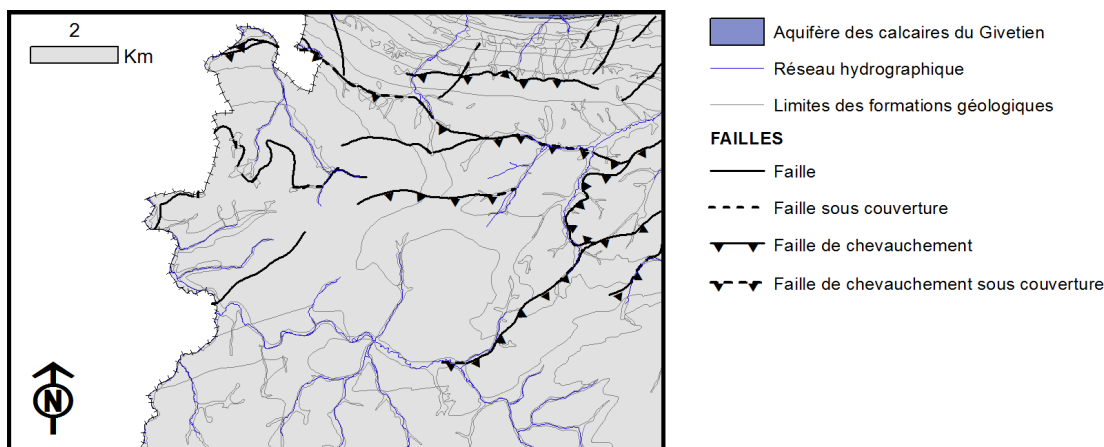 2
Km
N
Aquifère des calcaires du Givetien
Réseau hydrographique
Limites des formations géologiques
FAILLES
Faille
Faille sous couverture
Faille de chevauchement
Faille de chevauchement sous couverture